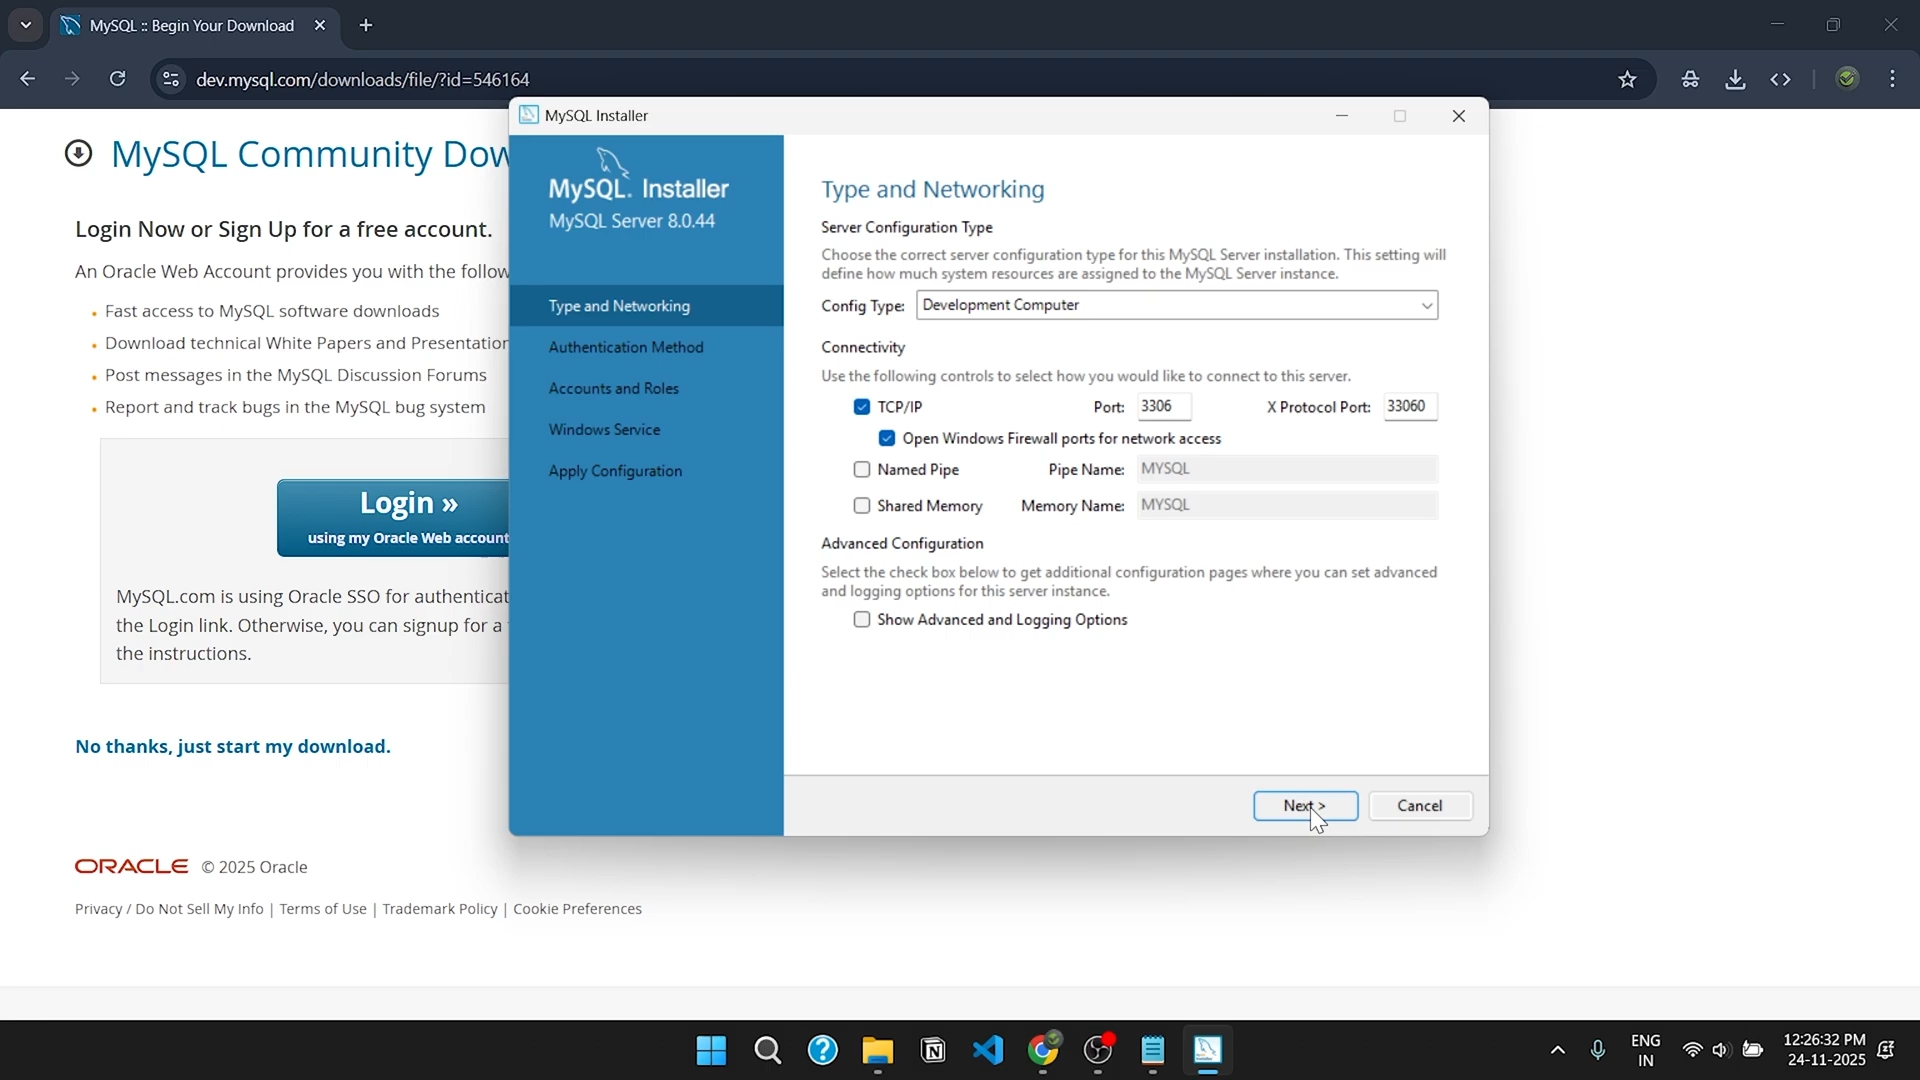 MySQL :: Begin Your Download
dev.mysql.com/downloads/file/?id=546164
MySQL Community Dow
Login Now or Sign Up for a free account.
An Oracle Web Account provides you with the follow
Fast access to MySQL software downloads
Download technical White Papers and Presentation
Post messages in the MySQL Discussion Forums
Report and track bugs in the MySQL bug system
Login »
using my Oracle Web account
MySQL.com is using Oracle SSO for authenticat
the Login link. Otherwise, you can signup for a
the instructions.
No thanks, just start my download.
ORACLE © 2025 Oracle
Privacy / Do Not Sell My Info | Terms of Use | Trademark Policy | Cookie Preferences
MySQL Installer
MySQL. Installer
MySQL Server 8.0.44
Type and Networking
Authentication Method
Accounts and Roles
Windows Service
Apply Configuration
Type and Networking
Server Configuration Type
Choose the correct server configuration type for this MySQL Server installation. This setting will
define how much system resources are assigned to the MySQL Server instance.
Config Type: Development Computer
Connectivity
Use the following controls to select how you would like to connect to this server.
TCP/IP Port: 3306 X Protocol Port: 33060
Open Windows Firewall ports for network access
Named Pipe Pipe Name: MYSQL
Shared Memory Memory Name: MYSQL
Advanced Configuration
Select the check box below to get additional configuration pages where you can set advanced
and logging options for this server instance.
Show Advanced and Logging Options
Next > Cancel
ENG
IN
12:26:32 PM
24-11-2025